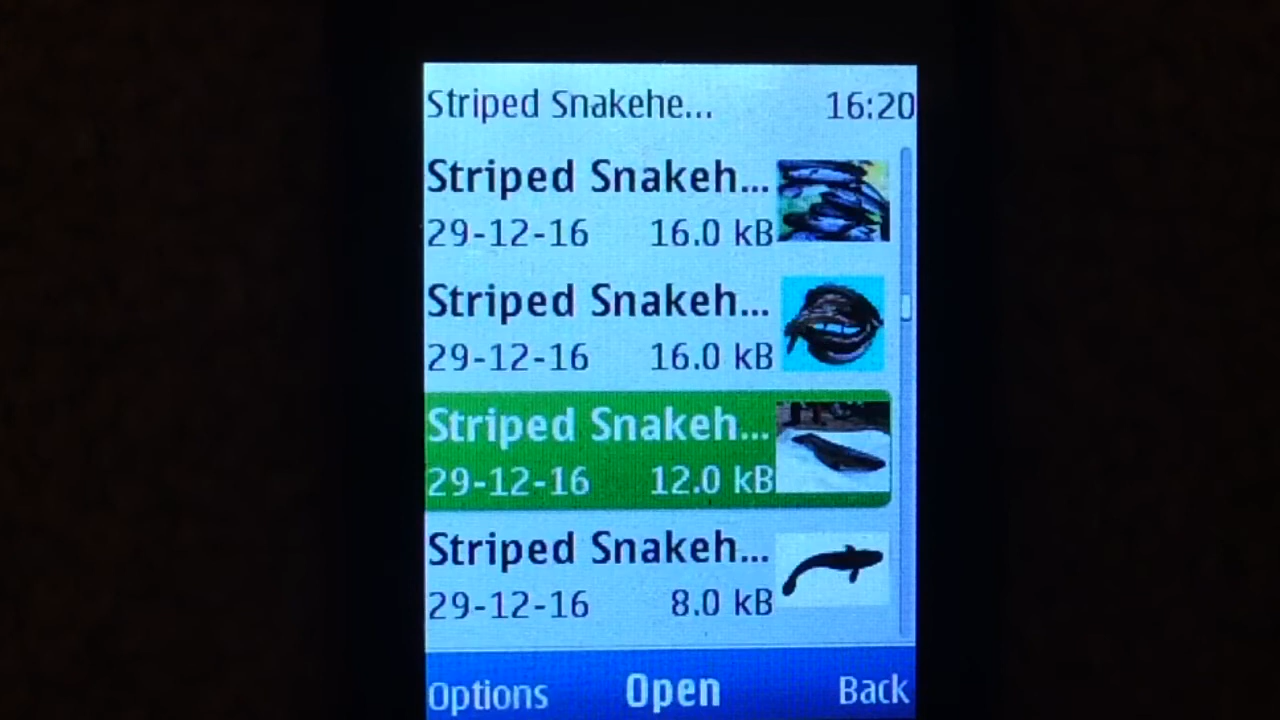 Striped Snakehe... 16:20
Striped Snakeh...
29-12-16 16.0 kB
Striped Snakeh...
29-12-16 16.0 kB
Striped Snakeh...
29-12-16 12.0 kB
Striped Snakeh...
29-12-16 8.0 kB
Options Open Back